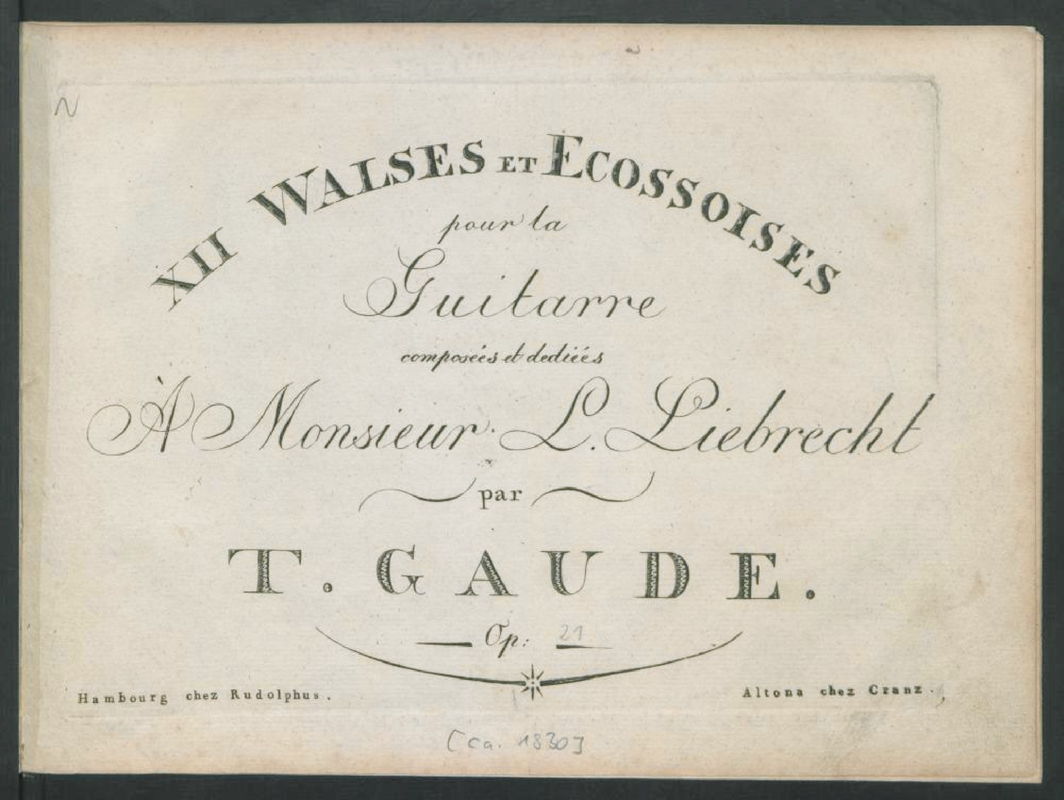 XII WALSES ET ECOSSOISES
pour la
Guitarre
composées et dediées
À Monsieur L. Liebrecht
par
T. GAUDE.
Op: 21
Hambourg chez Rudolphus.
Altona chez Cranz.
[ca. 1830]